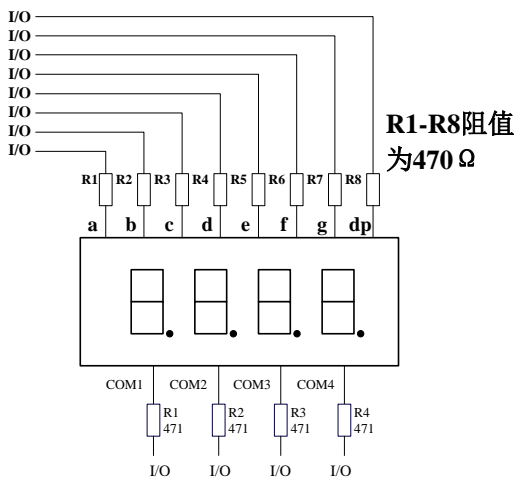 I/O
I/O
I/O
I/O
I/O
I/O
I/O
I/O
R1-R8阻值
为470Ω
R1 R2 R3 R4 R5 R6 R7 R8
a b c d e f g dp
COM1 COM2 COM3 COM4
R1 R2 R3 R4
471 471 471 471
I/O I/O I/O I/O